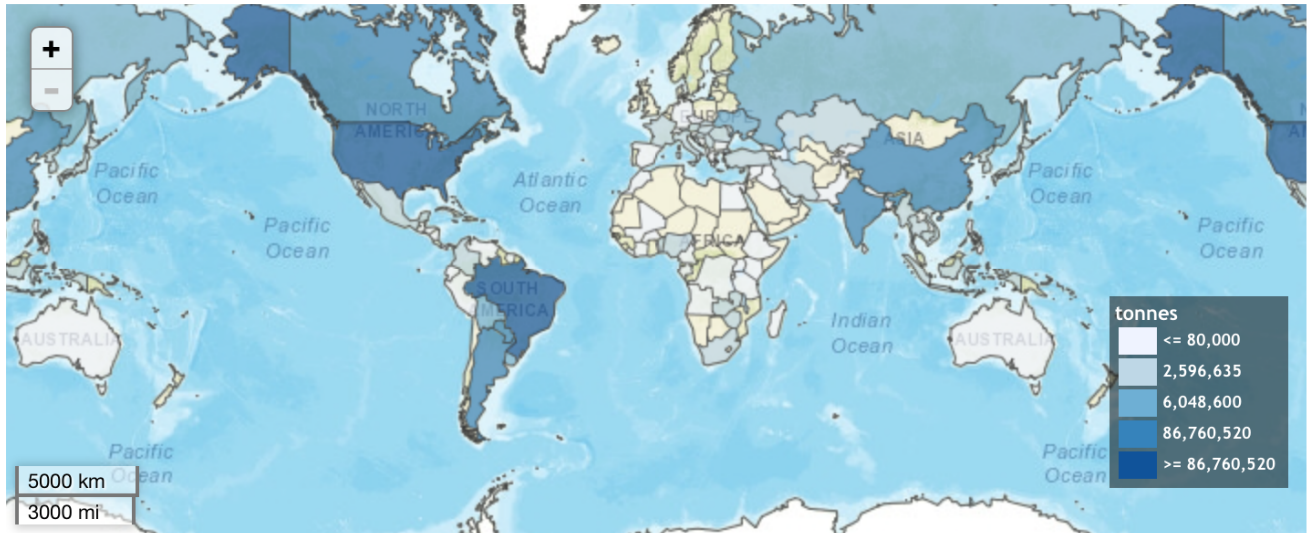 +
-
NORTH
AMERIC
EUROPE
ASIA
Pacific
Ocean
Atlantic
Ocean
Pacific
Ocean
Pacific
Ocean
Pacific
Ocean
AFRICA
SOUTH
AMERICA
Indian
Ocean
AUSTRALIA
AUSTRALIA
tonnes
<= 80,000
2,596,635
6,048,600
86,760,520
>= 86,760,520
Pacific
Ocean
Pacific
Ocean
5000 km
3000 mi